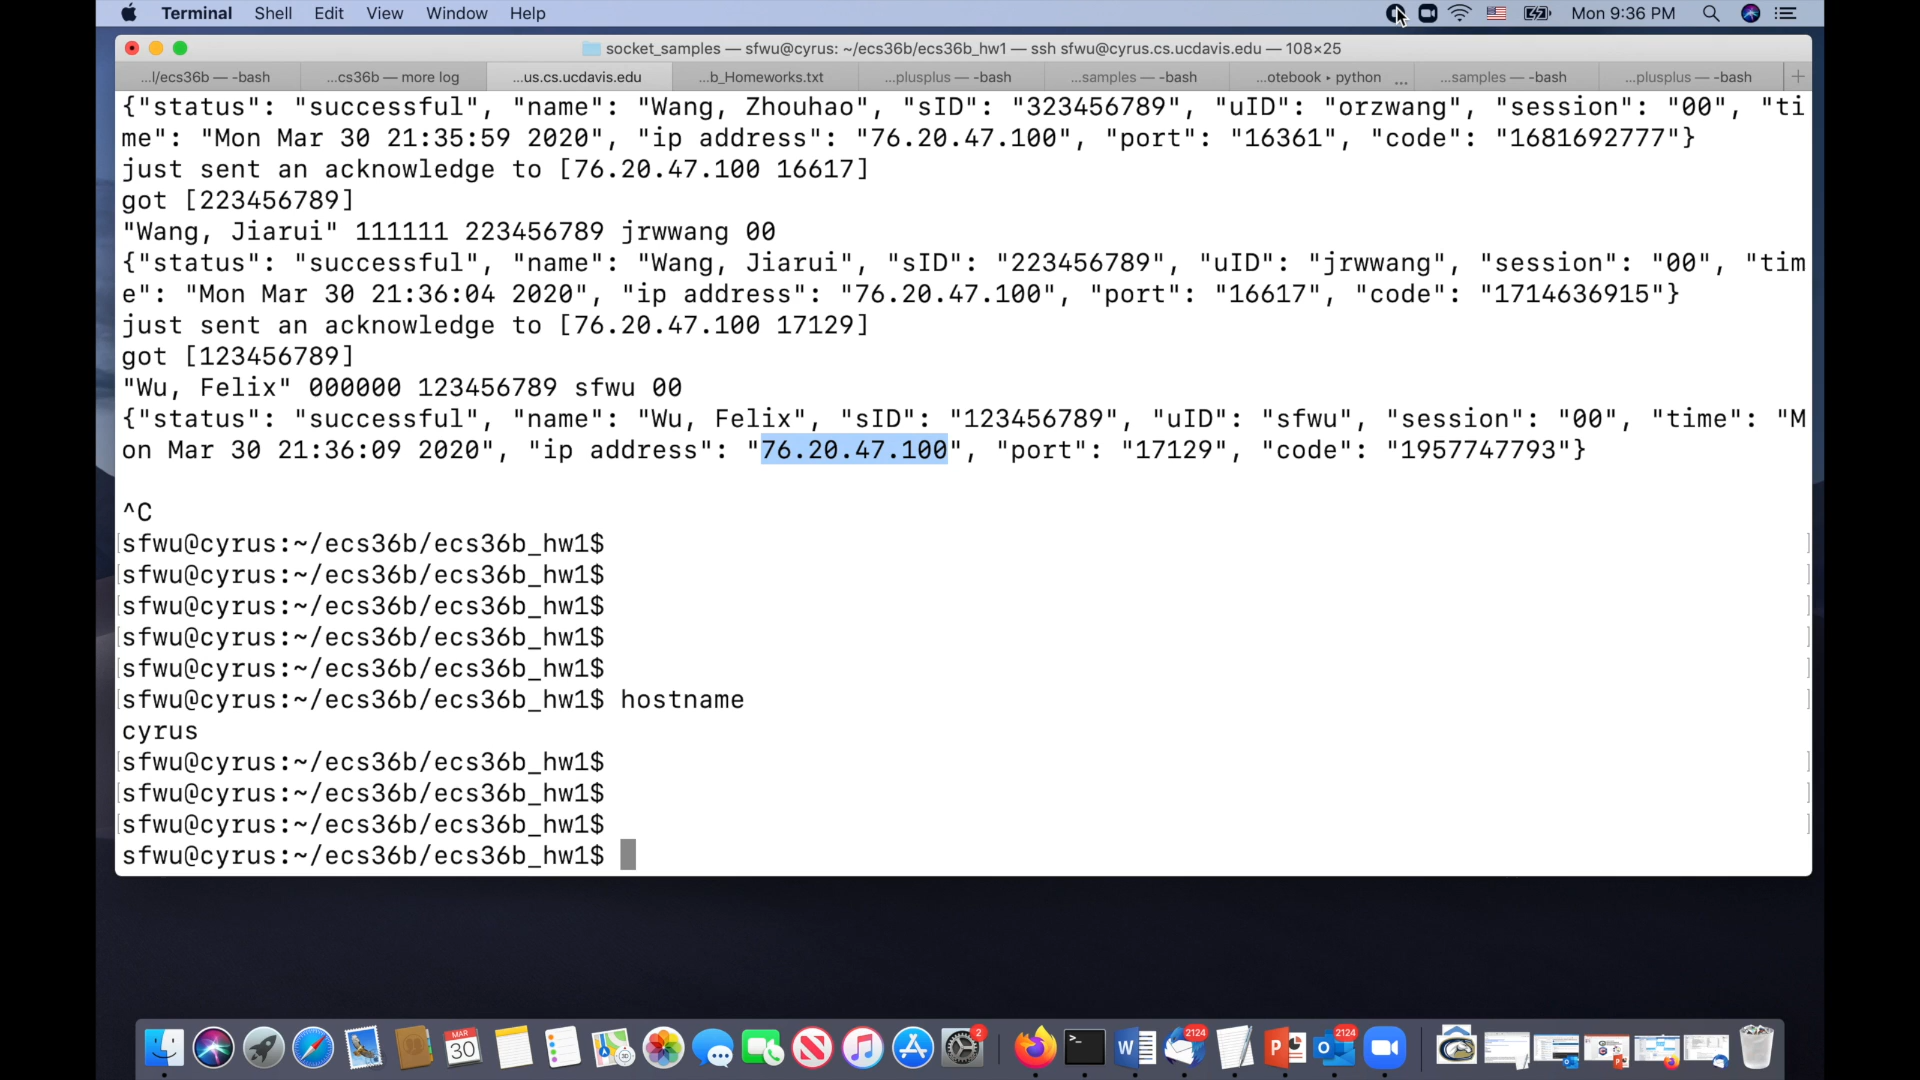 Terminal Shell Edit View Window Help Mon 9:36 PM
socket_samples — sfwu@cyrus: ~/ecs36b/ecs36b_hw1 — ssh sfwu@cyrus.cs.ucdavis.edu — 108×25
...l/ecs36b — -bash ...cs36b — more log ...us.cs.ucdavis.edu ...b_Homeworks.txt ...plusplus — -bash ...samples — -bash ...otebook ▸ python ... ...samples — -bash ...plusplus — -bash +
{"status": "successful", "name": "Wang, Zhouhao", "sID": "323456789", "uID": "orzwang", "session": "00", "ti
me": "Mon Mar 30 21:35:59 2020", "ip address": "76.20.47.100", "port": "16361", "code": "1681692777"}
just sent an acknowledge to [76.20.47.100 16617]
got [223456789]
"Wang, Jiarui" 111111 223456789 jrwwang 00
{"status": "successful", "name": "Wang, Jiarui", "sID": "223456789", "uID": "jrwwang", "session": "00", "tim
e": "Mon Mar 30 21:36:04 2020", "ip address": "76.20.47.100", "port": "16617", "code": "1714636915"}
just sent an acknowledge to [76.20.47.100 17129]
got [123456789]
"Wu, Felix" 000000 123456789 sfwu 00
{"status": "successful", "name": "Wu, Felix", "sID": "123456789", "uID": "sfwu", "session": "00", "time": "M
on Mar 30 21:36:09 2020", "ip address": "76.20.47.100", "port": "17129", "code": "1957747793"}
^C
sfwu@cyrus:~/ecs36b/ecs36b_hw1$
sfwu@cyrus:~/ecs36b/ecs36b_hw1$
sfwu@cyrus:~/ecs36b/ecs36b_hw1$
sfwu@cyrus:~/ecs36b/ecs36b_hw1$
sfwu@cyrus:~/ecs36b/ecs36b_hw1$
sfwu@cyrus:~/ecs36b/ecs36b_hw1$ hostname
cyrus
sfwu@cyrus:~/ecs36b/ecs36b_hw1$
sfwu@cyrus:~/ecs36b/ecs36b_hw1$
sfwu@cyrus:~/ecs36b/ecs36b_hw1$
sfwu@cyrus:~/ecs36b/ecs36b_hw1$
MAR 30 3D 2 >_ W 2124 P O 2124